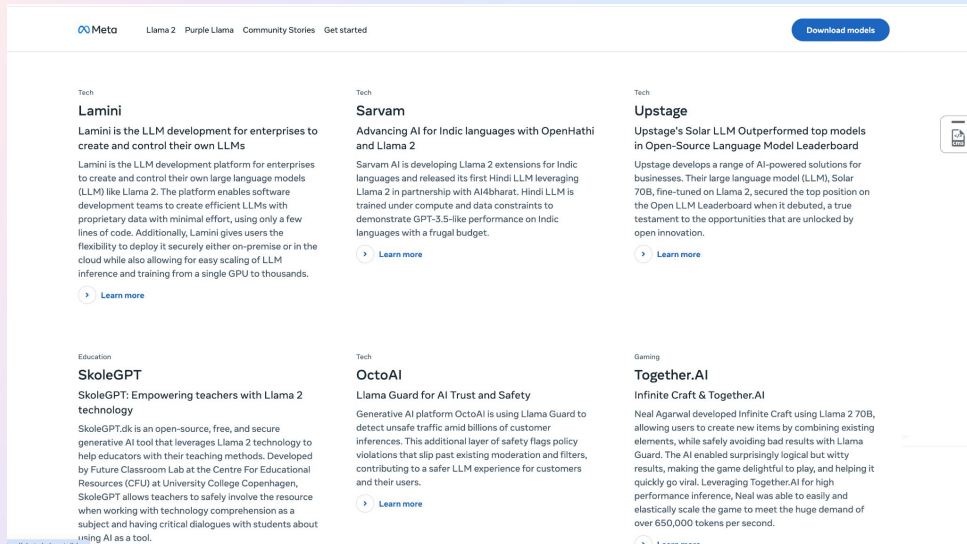 Meta
Llama 2 Purple Llama Community Stories Get started
Download models
Tech
Lamini
Lamini is the LLM development for enterprises to
create and control their own LLMs
Lamini is the LLM development platform for enterprises
to create and control their own large language models
(LLM) like Llama 2. The platform enables software
development teams to create efficient LLMs with
proprietary data with minimal effort, using only a few
lines of code. Additionally, Lamini gives users the
flexibility to deploy it securely either on-premise or in the
cloud while also allowing for easy scaling of LLM
inference and training from a single GPU to thousands.
Learn more
Tech
Sarvam
Advancing AI for Indic languages with OpenHathi
and Llama 2
Sarvam AI is developing Llama 2 extensions for Indic
languages and released its first Hindi LLM leveraging
Llama 2 in partnership with AI4bharat. Hindi LLM is
trained under compute and data constraints to
demonstrate GPT-3.5-like performance on Indic
languages with a frugal budget.
Learn more
Tech
Upstage
Upstage's Solar LLM Outperformed top models
in Open-Source Language Model Leaderboard
Upstage develops a range of AI-powered solutions for
businesses. Their large language model (LLM), Solar
70B, fine-tuned on Llama 2, secured the top position on
the Open LLM Leaderboard when it debuted, a true
testament to the opportunities that are unlocked by
open innovation.
Learn more
Education
SkoleGPT
SkoleGPT: Empowering teachers with Llama 2
technology
SkoleGPT.dk is an open-source, free, and secure
generative AI tool that leverages Llama 2 technology to
help educators with their teaching methods. Developed
by Future Classroom Lab at the Centre For Educational
Resources (CFU) at University College Copenhagen,
SkoleGPT allows teachers to safely involve the resource
when working with technology comprehension as a
subject and having critical dialogues with students about
using AI as a tool.
Tech
OctoAI
Llama Guard for AI Trust and Safety
Generative AI platform OctoAI is using Llama Guard to
detect unsafe traffic amid billions of customer
inferences. This additional layer of safety flags policy
violations that slip past existing moderation and filters,
contributing to a safer LLM experience for customers
and their users.
Learn more
Gaming
Together.AI
Infinite Craft & Together.AI
Neal Agarwal developed Infinite Craft using Llama 2 70B,
allowing users to create new items by combining existing
elements, while safely avoiding bad results with Llama
Guard. The AI enabled surprisingly logical but witty
results, making the game delightful to play, and helping it
quickly go viral. Leveraging Together.AI for high
performance inference, Neal was able to easily and
elastically scale the game to meet the huge demand of
over 650,000 tokens per second.
Learn more